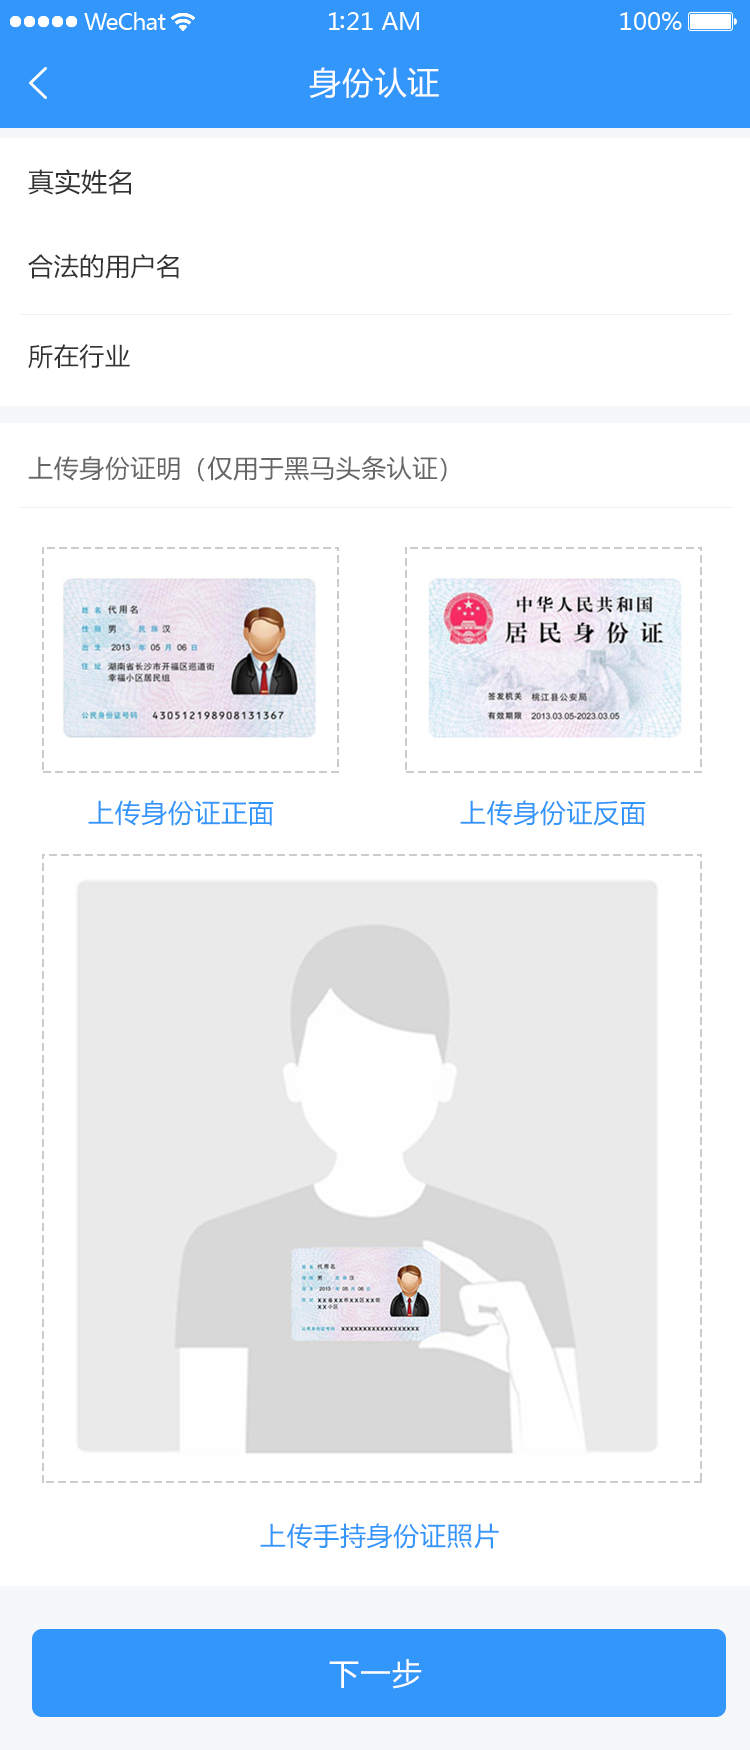 WeChat 1:21 AM 100%
身份认证
真实姓名
合法的用户名
所在行业
上传身份证明（仅用于黑马头条认证）
姓名 代用名
性别 男 民族 汉
出生 2013 年 05 月 06 日
住址 湖南省长沙市开福区巡道街
幸福小区居民组
公民身份证号码 430512198908131367
中华人民共和国
居民身份证
签发机关 桃江县公安局
有效期限 2013.03.05-2023.03.05
上传身份证正面 上传身份证反面
姓名 代用名
性别 男 民族 汉
出生 2013 年 05 月 06 日
住址 XX省XX市XX区XX街
XX小区
公民身份证号码 XXXXXXXXXXXXXXXXXX
上传手持身份证照片
下一步